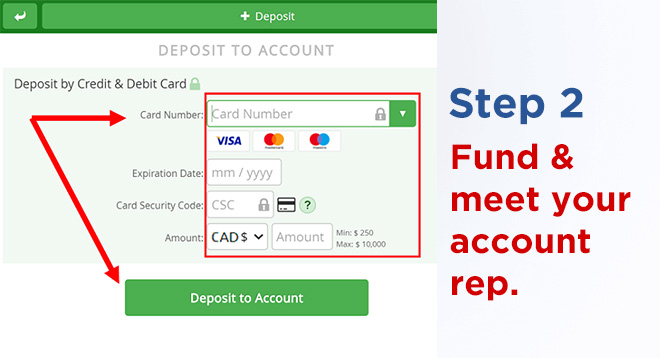 + Deposit
DEPOSIT TO ACCOUNT
Deposit by Credit & Debit Card
Card Number: Card Number
VISA
Expiration Date: mm / yyyy
Card Security Code: CSC ?
Amount: CAD $ Amount Min: $ 250
Max: $ 10,000
Deposit to Account
Step 2
Fund &
meet your
account
rep.